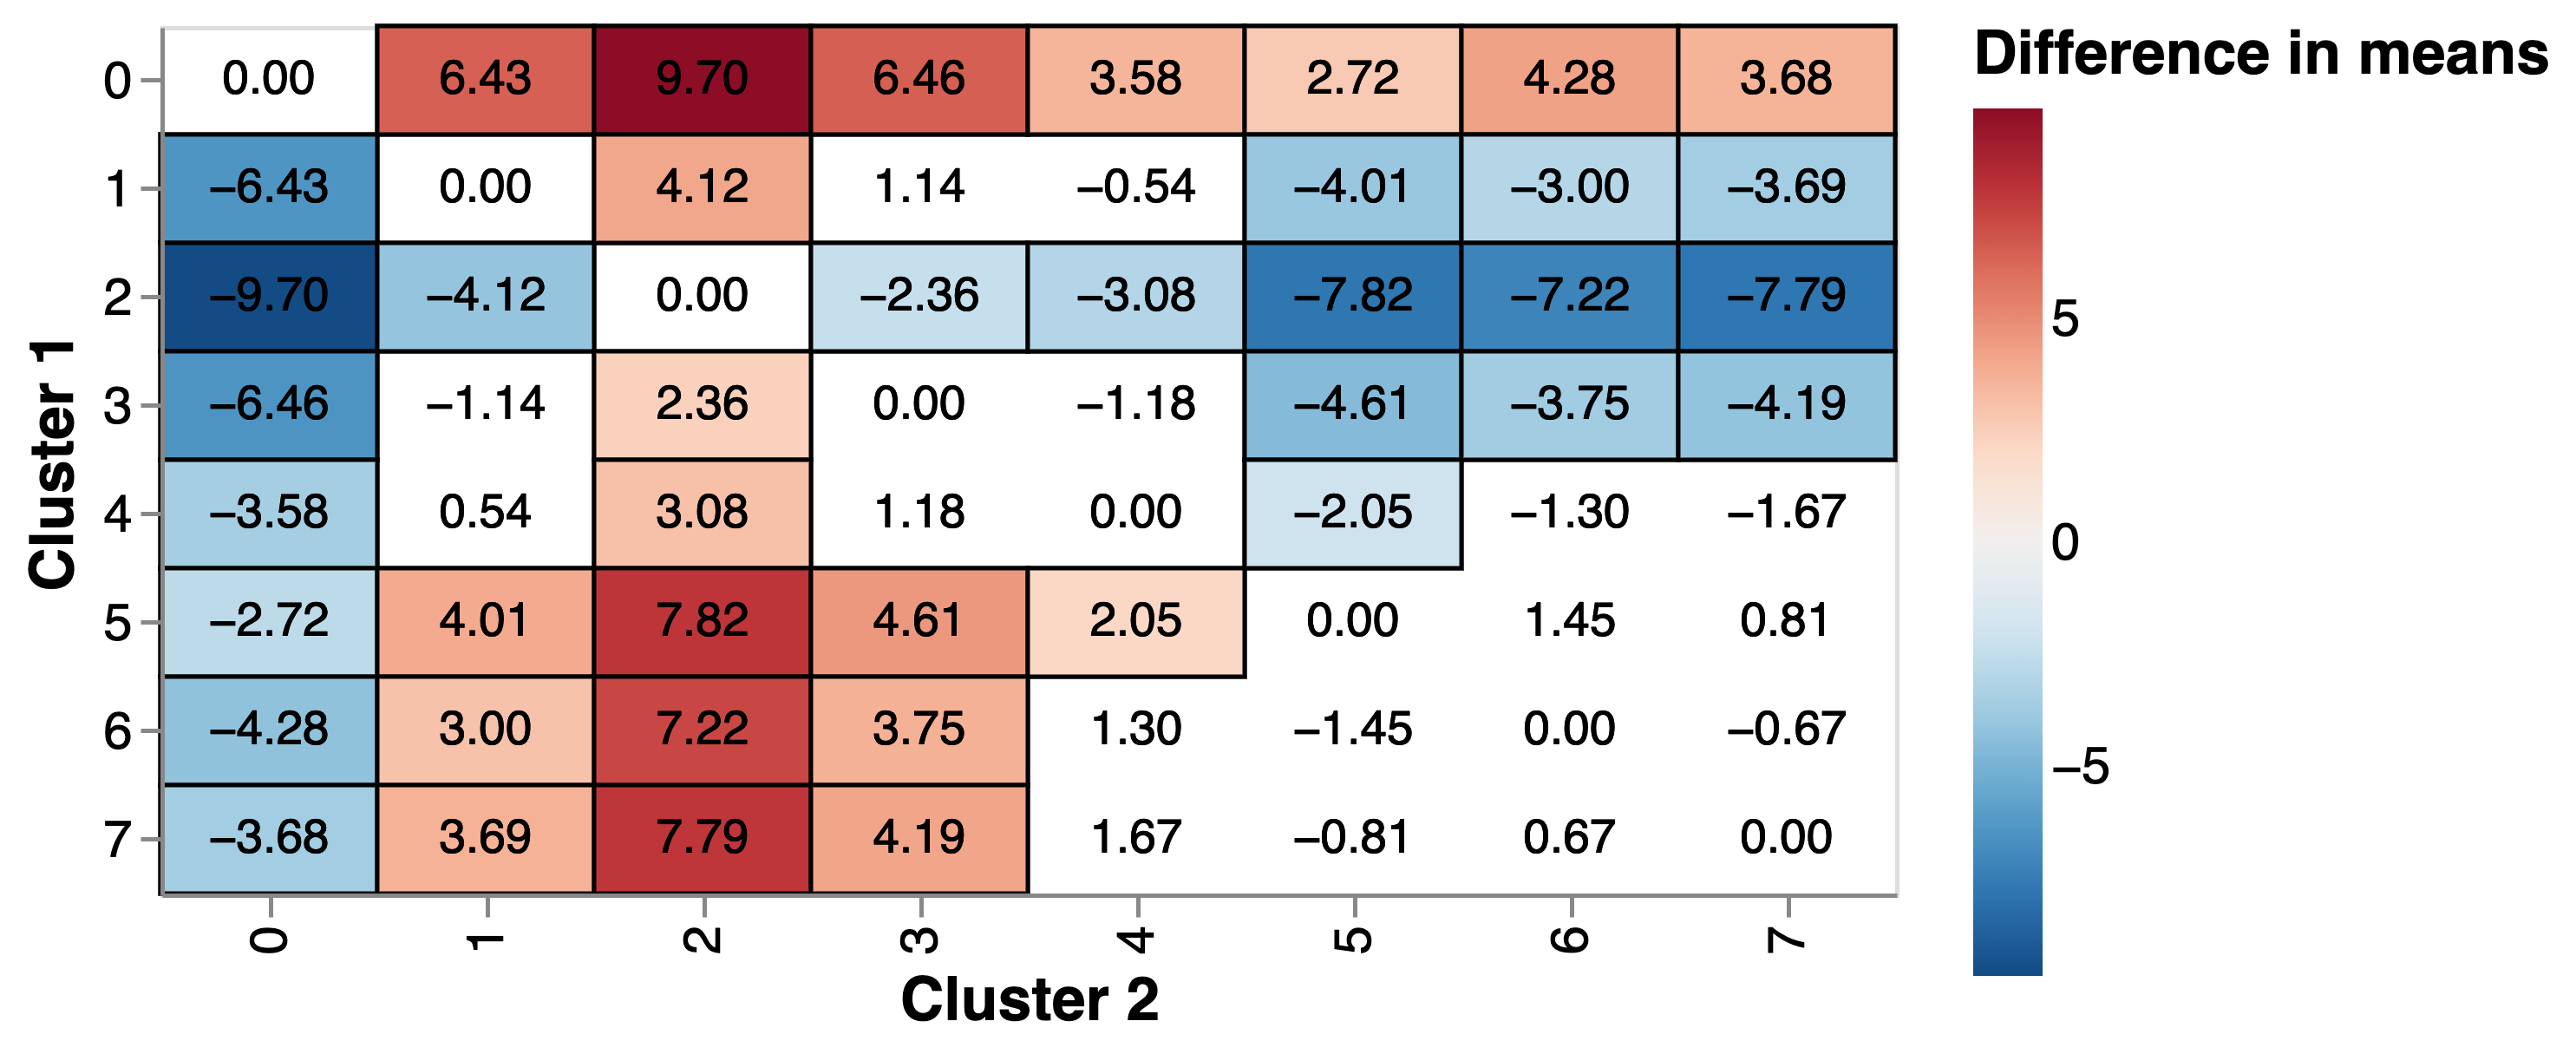 Difference in means
0 0.00 6.43 9.70 6.46 3.58 2.72 4.28 3.68
1 −6.43 0.00 4.12 1.14 −0.54 −4.01 −3.00 −3.69
2 −9.70 −4.12 0.00 −2.36 −3.08 −7.82 −7.22 −7.79
3 −6.46 −1.14 2.36 0.00 −1.18 −4.61 −3.75 −4.19
4 −3.58 0.54 3.08 1.18 0.00 −2.05 −1.30 −1.67
5 −2.72 4.01 7.82 4.61 2.05 0.00 1.45 0.81
6 −4.28 3.00 7.22 3.75 1.30 −1.45 0.00 −0.67
7 −3.68 3.69 7.79 4.19 1.67 −0.81 0.67 0.00
Cluster 1
0 1 2 3 4 5 6 7
Cluster 2
5
0
−5